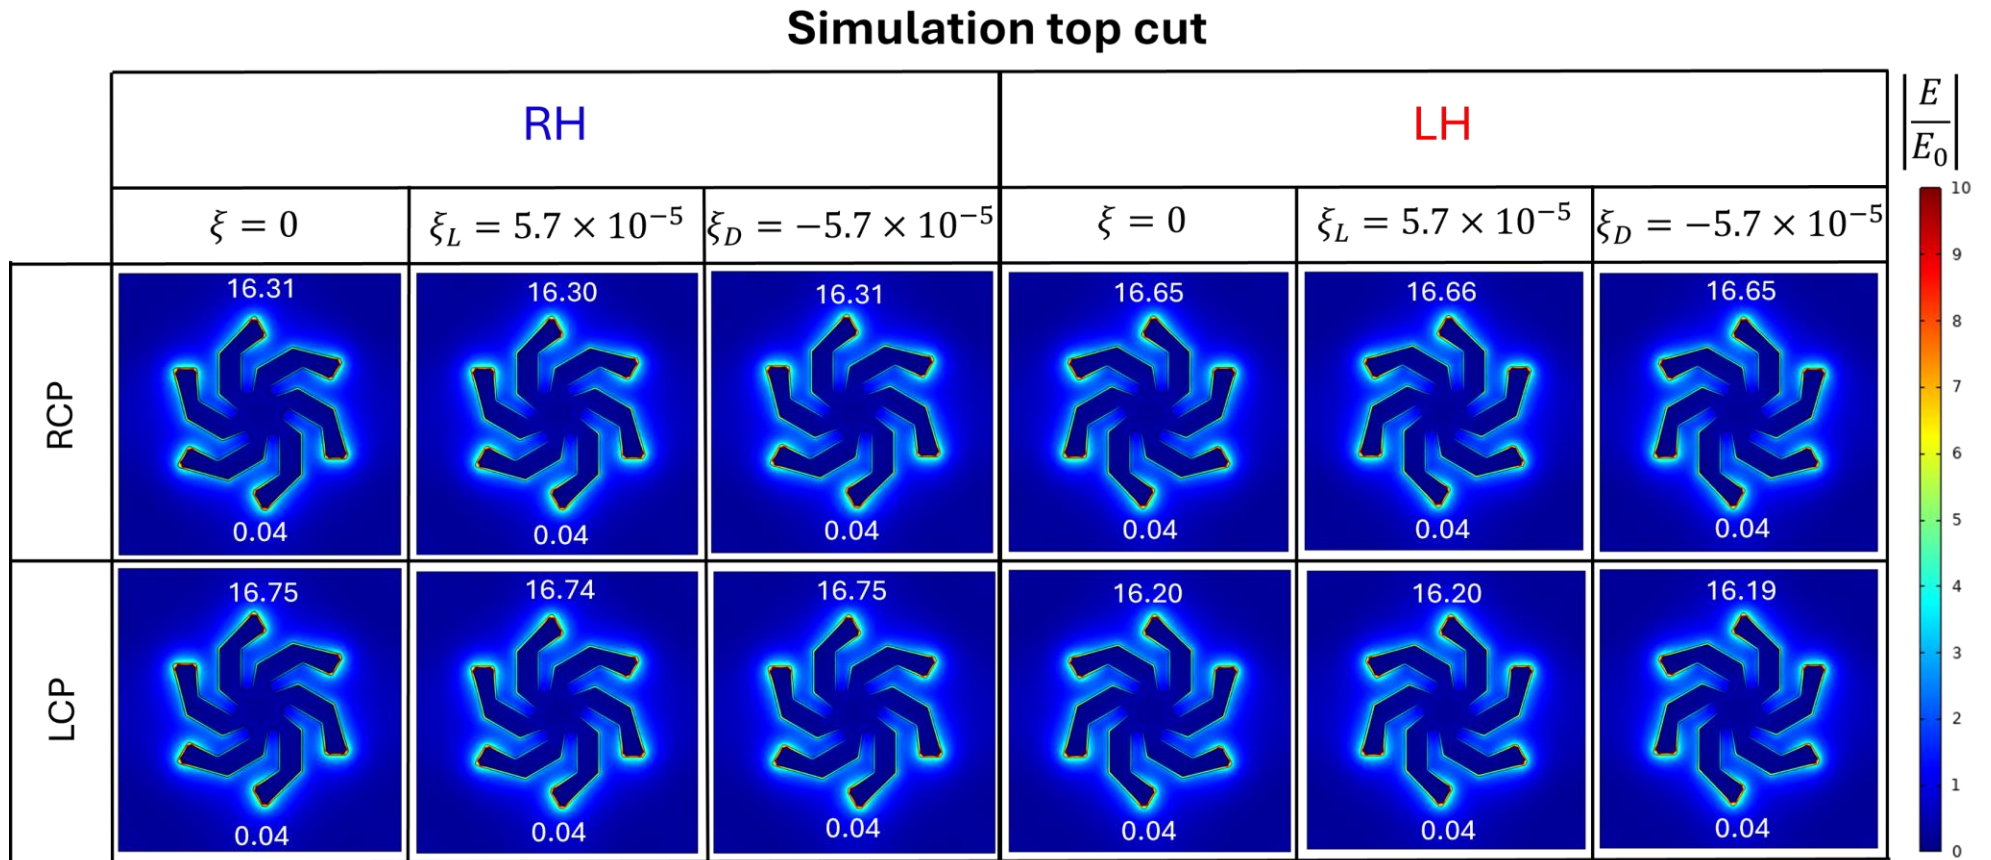 Simulation top cut
RH
LH
|E/E₀|
ξ = 0
ξ_L = 5.7 × 10⁻⁵
ξ_D = −5.7 × 10⁻⁵
ξ = 0
ξ_L = 5.7 × 10⁻⁵
ξ_D = −5.7 × 10⁻⁵
RCP
16.31
16.30
16.31
16.65
16.66
16.65
0.04
0.04
0.04
0.04
0.04
0.04
LCP
16.75
16.74
16.75
16.20
16.20
16.19
0.04
0.04
0.04
0.04
0.04
0.04
10
9
8
7
6
5
4
3
2
1
0